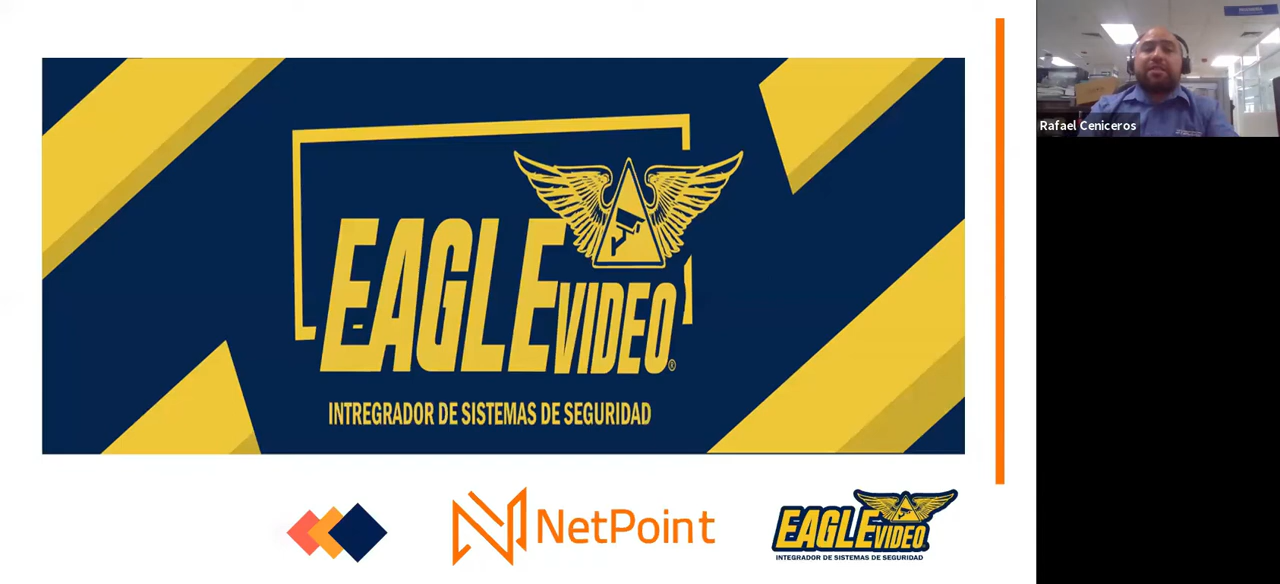 EAGLE VIDEO®
INTREGRADOR DE SISTEMAS DE SEGURIDAD
NetPoint
EAGLE VIDEO
INTEGRADOR DE SISTEMAS DE SEGURIDAD
Rafael Ceniceros